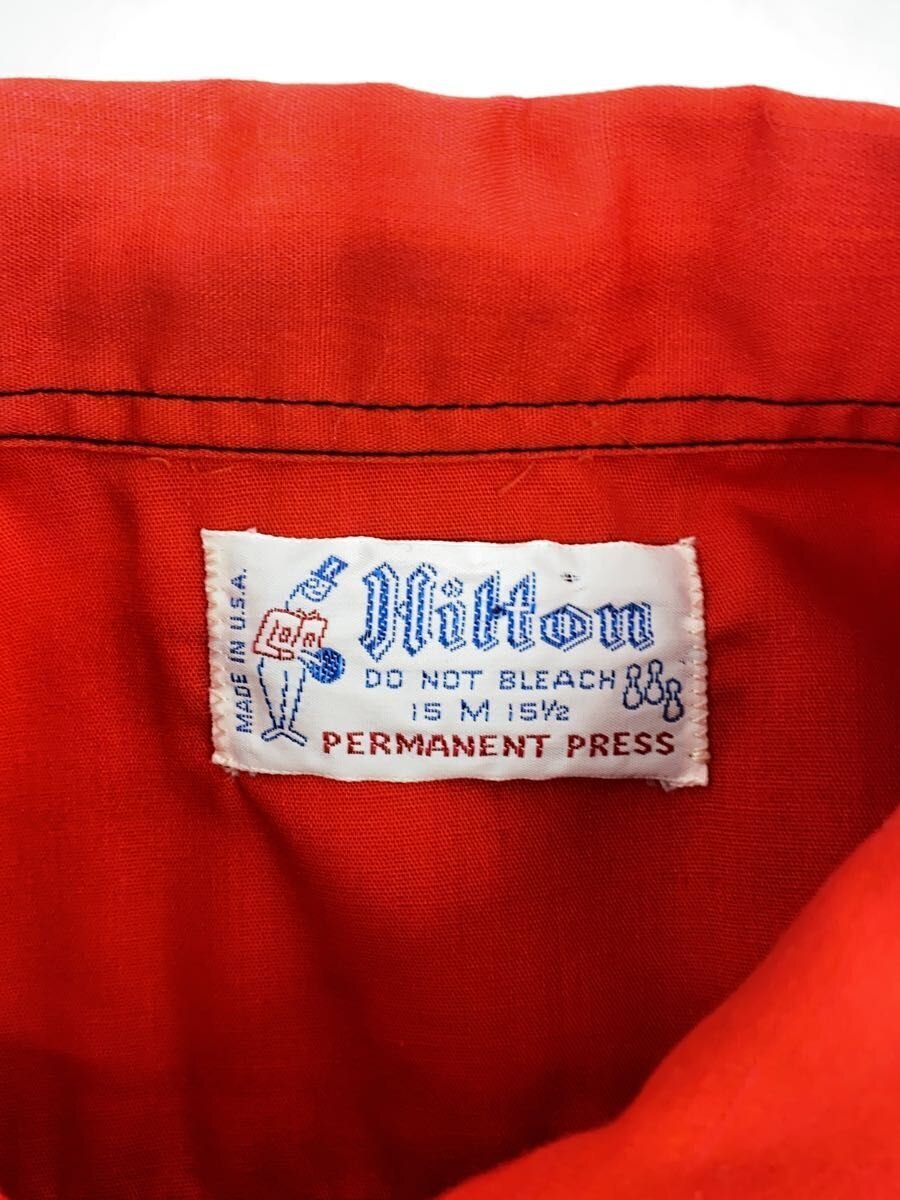 MADE IN U.S.A.
Hilton
DO NOT BLEACH
15 M 15½
PERMANENT PRESS